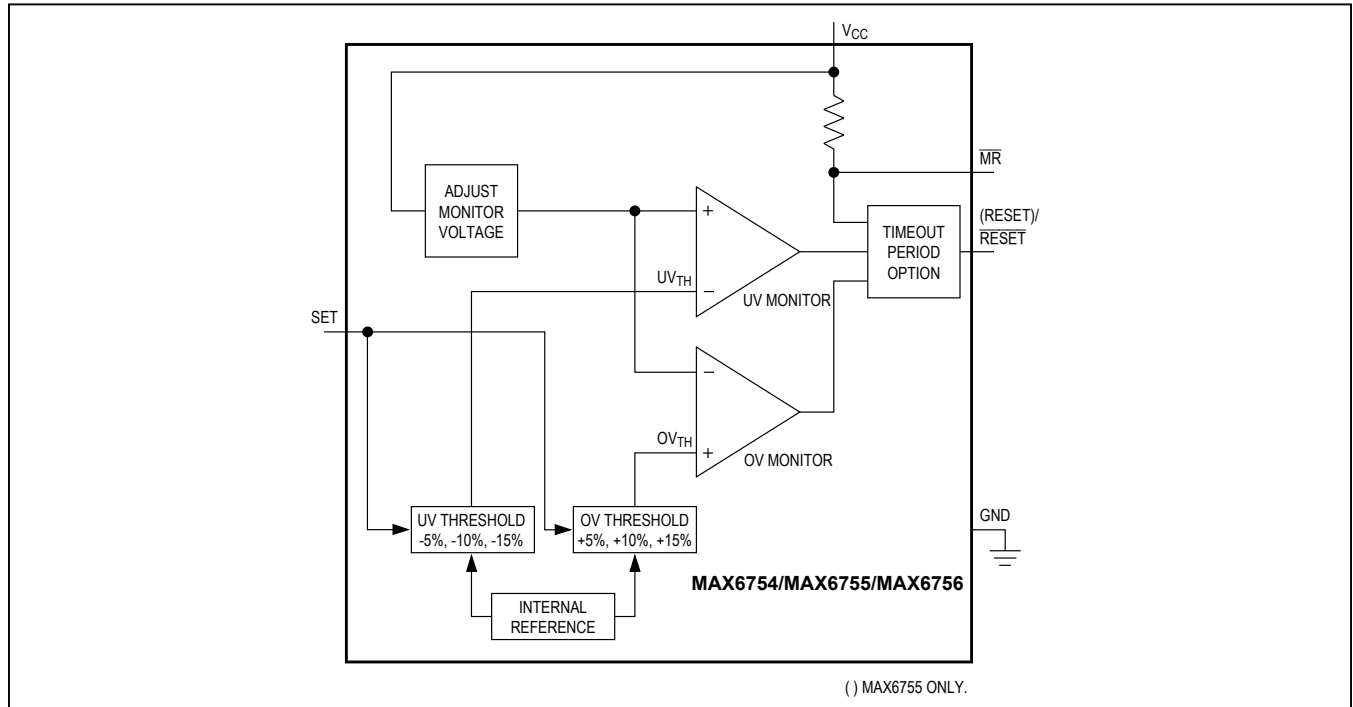 VCC
MR
ADJUST
MONITOR
VOLTAGE
+
(RESET)/
RESET
TIMEOUT
PERIOD
OPTION
UVTH
−
UV MONITOR
SET
−
OVTH
+
OV MONITOR
UV THRESHOLD
-5%, -10%, -15%
OV THRESHOLD
+5%, +10%, +15%
GND
MAX6754/MAX6755/MAX6756
INTERNAL
REFERENCE
( ) MAX6755 ONLY.